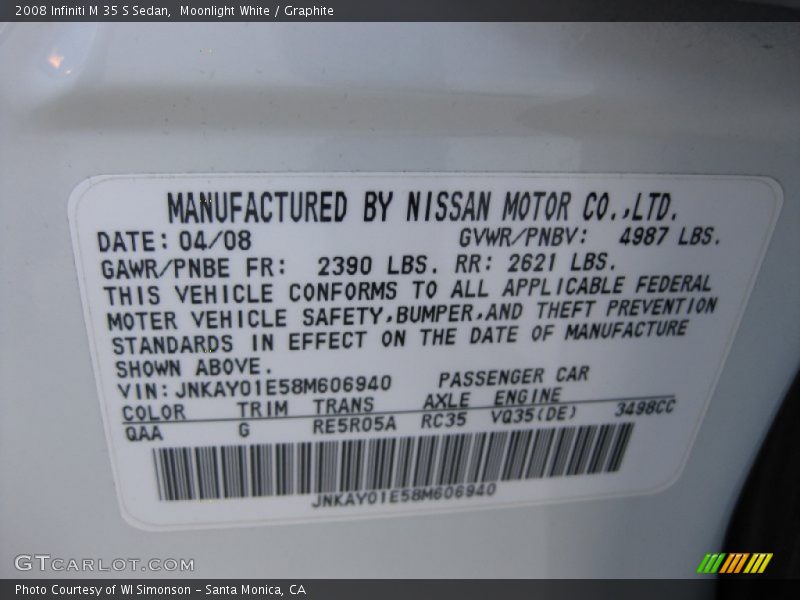 2008 Infiniti M 35 S Sedan,  Moonlight White / Graphite
MANUFACTURED BY NISSAN MOTOR CO.,LTD.
DATE: 04/08 GVWR/PNBV: 4987 LBS.
GAWR/PNBE FR: 2390 LBS. RR: 2621 LBS.
THIS VEHICLE CONFORMS TO ALL APPLICABLE FEDERAL
MOTER VEHICLE SAFETY,BUMPER,AND THEFT PREVENTION
STANDARDS IN EFFECT ON THE DATE OF MANUFACTURE
SHOWN ABOVE.
VIN:JNKAY01E58M606940 PASSENGER CAR
COLOR TRIM TRANS AXLE ENGINE
QAA G RE5R05A RC35 VQ35(DE) 3498CC
JNKAY01E58M606940
GTCARLOT.COM
Photo Courtesy of WI Simonson – Santa Monica, CA